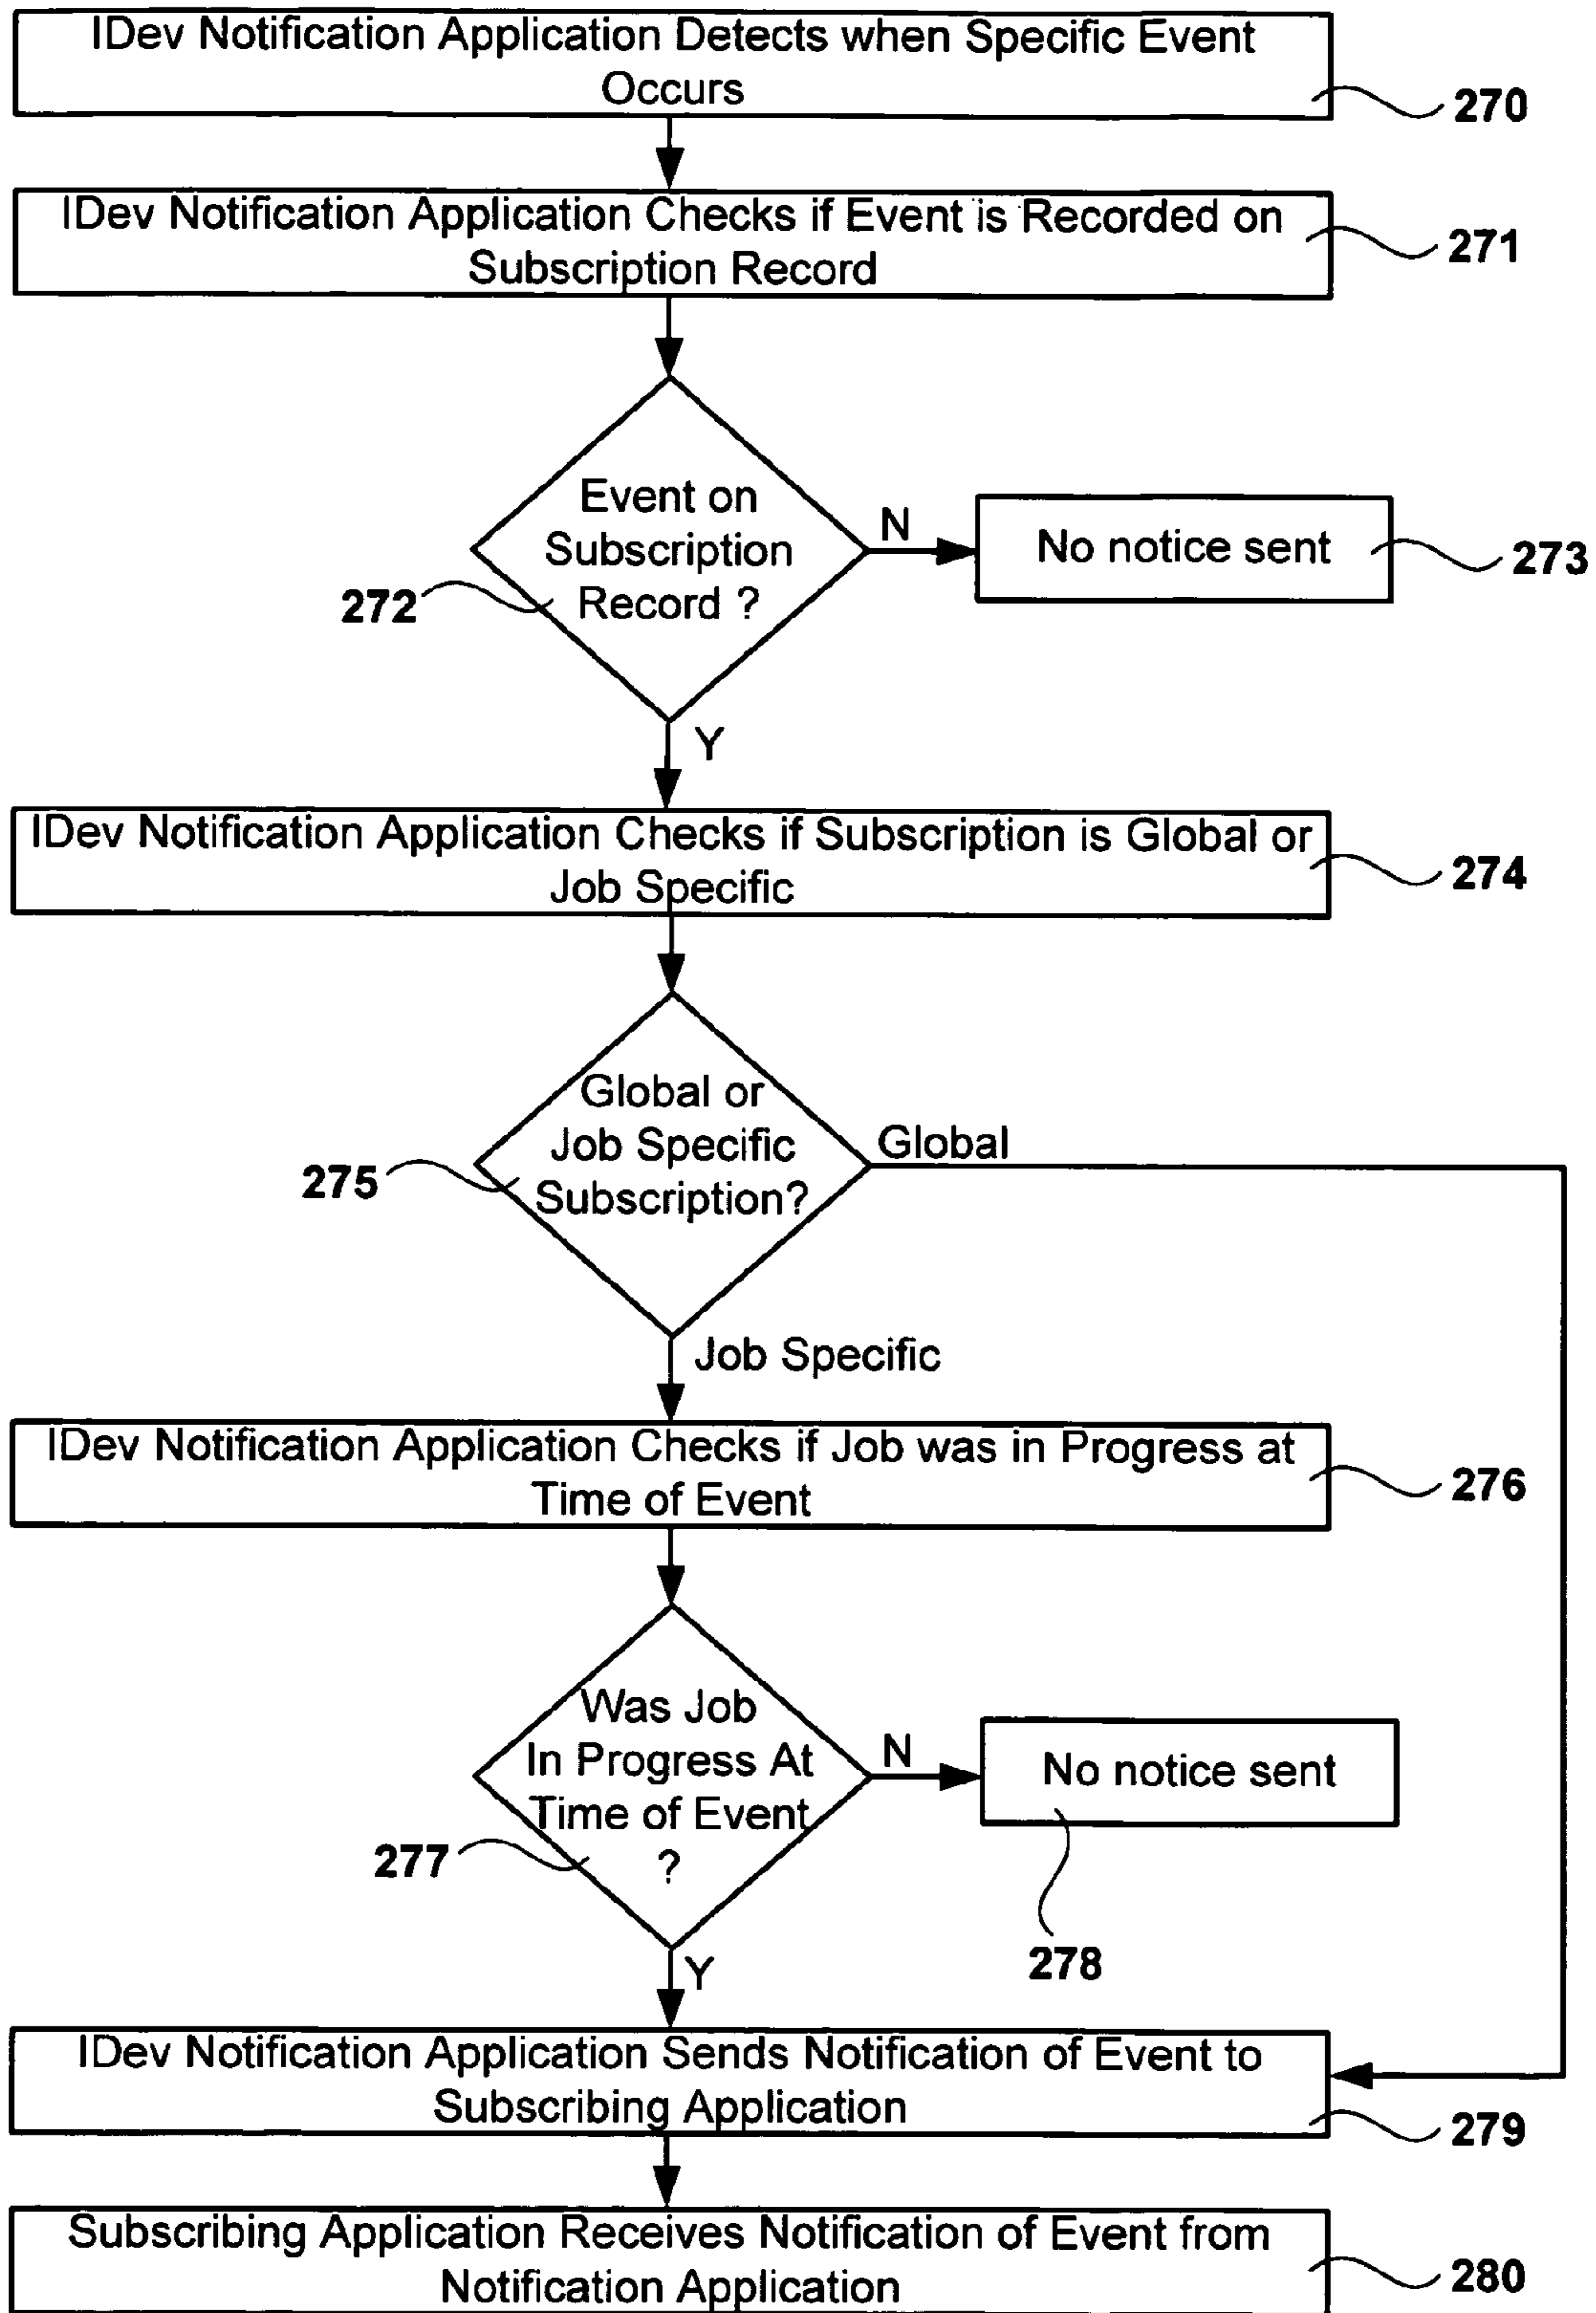 IDev Notification Application Detects when Specific Event
Occurs
270
IDev Notification Application Checks if Event is Recorded on
Subscription Record
271
Event on
Subscription
Record ?
272
N
No notice sent
273
Y
IDev Notification Application Checks if Subscription is Global or
Job Specific
274
Global or
Job Specific
Subscription?
275
Global
Job Specific
IDev Notification Application Checks if Job was in Progress at
Time of Event
276
Was Job
In Progress At
Time of Event
?
277
N
No notice sent
278
Y
IDev Notification Application Sends Notification of Event to
Subscribing Application
279
Subscribing Application Receives Notification of Event from
Notification Application
280